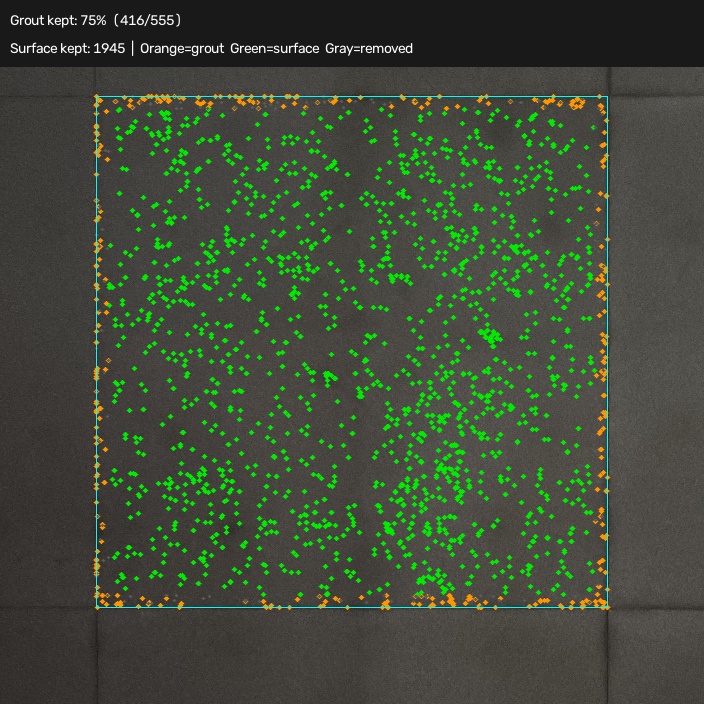 Grout kept: 75%  (416/555)
Surface kept: 1945 | Orange=grout  Green=surface  Gray=removed